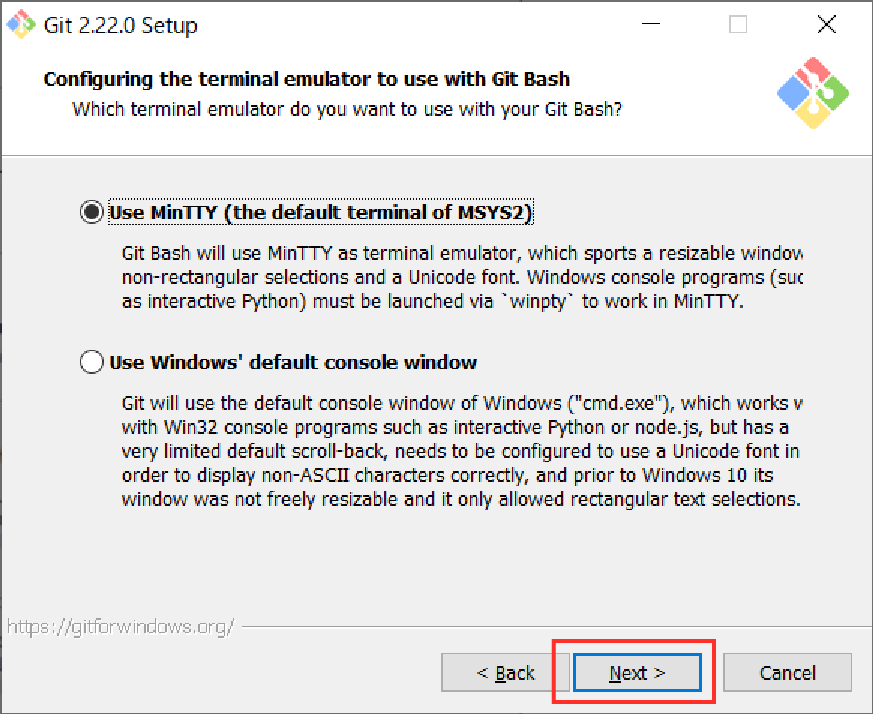 Git 2.22.0 Setup
Configuring the terminal emulator to use with Git Bash
Which terminal emulator do you want to use with your Git Bash?
Use MinTTY (the default terminal of MSYS2)
Git Bash will use MinTTY as terminal emulator, which sports a resizable window
non-rectangular selections and a Unicode font. Windows console programs (suc
as interactive Python) must be launched via `winpty` to work in MinTTY.
Use Windows' default console window
Git will use the default console window of Windows ("cmd.exe"), which works w
with Win32 console programs such as interactive Python or node.js, but has a
very limited default scroll-back, needs to be configured to use a Unicode font in
order to display non-ASCII characters correctly, and prior to Windows 10 its
window was not freely resizable and it only allowed rectangular text selections.
https://gitforwindows.org/
< Back
Next >
Cancel